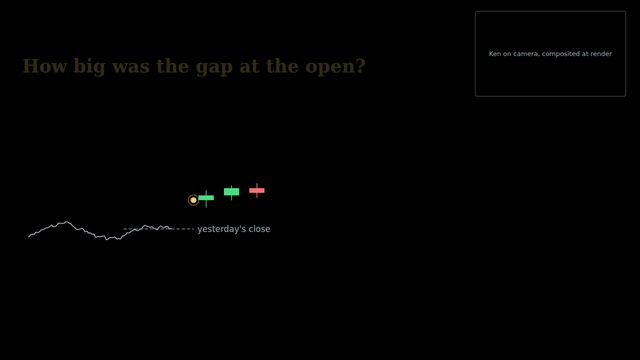 How big was the gap at the open?
Ken on camera, composited at render
yesterday's close